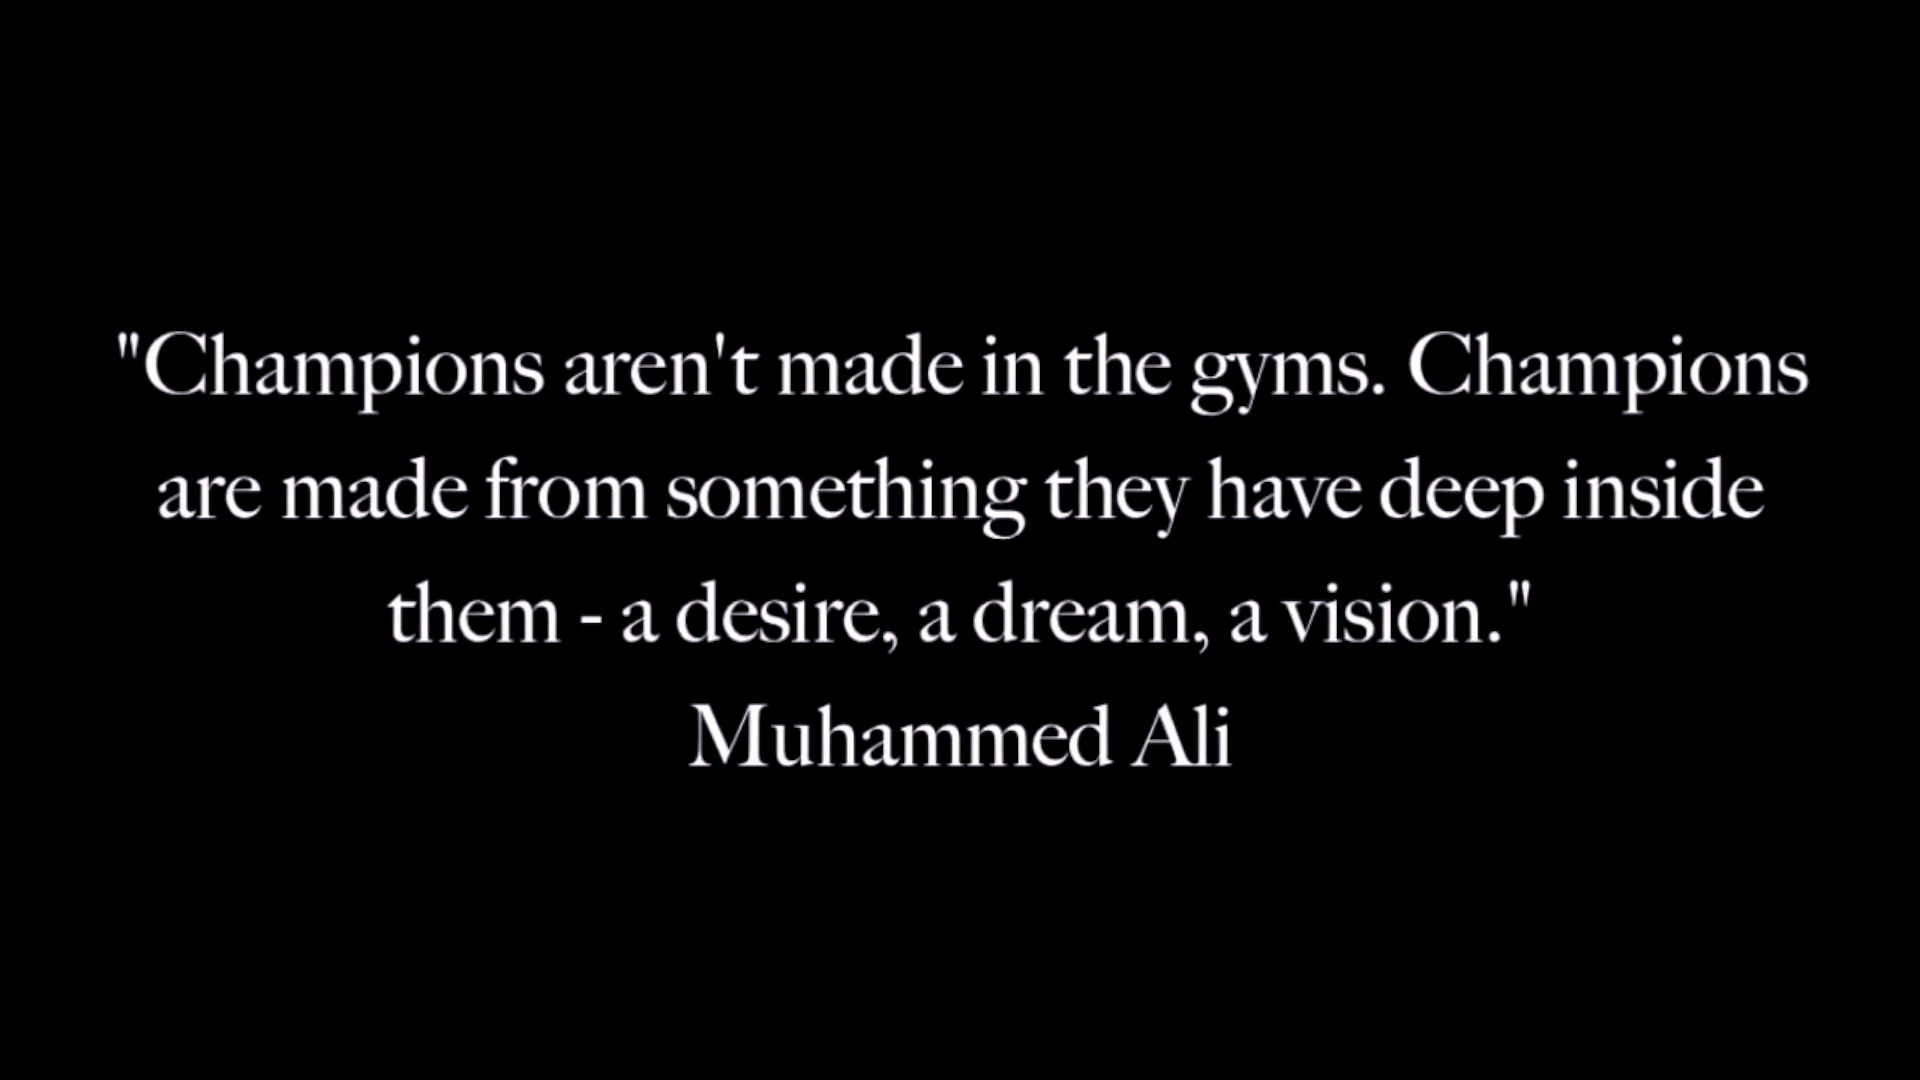 "Champions aren't made in the gyms. Champions
are made from something they have deep inside
them - a desire, a dream, a vision."
Muhammed Ali